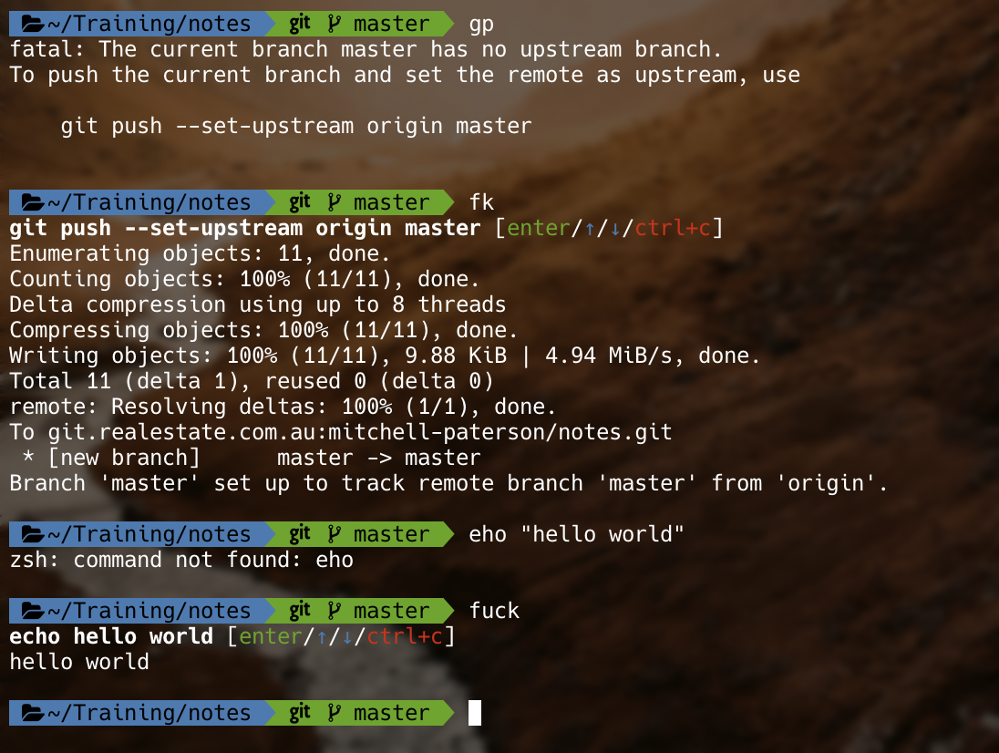 ~/Training/notes git master gp
fatal: The current branch master has no upstream branch.
To push the current branch and set the remote as upstream, use
git push --set-upstream origin master
~/Training/notes git master fk
git push --set-upstream origin master [enter/↑/↓/ctrl+c]
Enumerating objects: 11, done.
Counting objects: 100% (11/11), done.
Delta compression using up to 8 threads
Compressing objects: 100% (11/11), done.
Writing objects: 100% (11/11), 9.88 KiB | 4.94 MiB/s, done.
Total 11 (delta 1), reused 0 (delta 0)
remote: Resolving deltas: 100% (1/1), done.
To git.realestate.com.au:mitchell-paterson/notes.git
* [new branch]      master -> master
Branch 'master' set up to track remote branch 'master' from 'origin'.
~/Training/notes git master eho "hello world"
zsh: command not found: eho
~/Training/notes git master fuck
echo hello world [enter/↑/↓/ctrl+c]
hello world
~/Training/notes git master